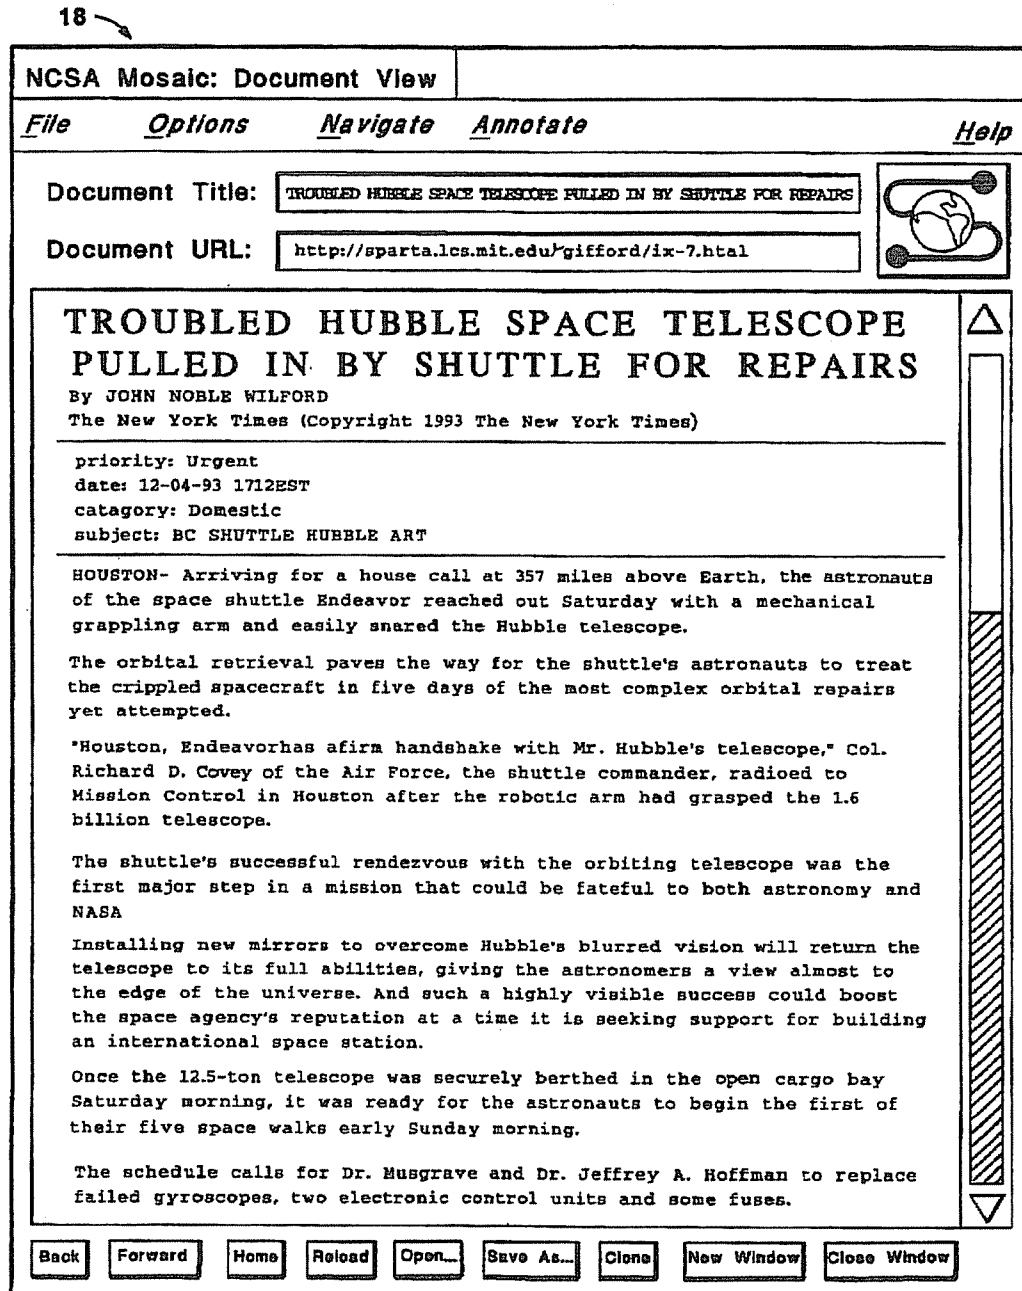 18
NCSA Mosaic: Document View
File Options Navigate Annotate Help
Document Title: TROUBLED HUBBLE SPACE TELESCOPE PULLED IN BY SHUTTLE FOR REPAIRS
Document URL: http://sparta.lcs.mit.edu/gifford/ix-7.htal
TROUBLED HUBBLE SPACE TELESCOPE
PULLED IN BY SHUTTLE FOR REPAIRS
By JOHN NOBLE WILFORD
The New York Times (Copyright 1993 The New York Times)
priority: Urgent
date: 12-04-93 1712EST
catagory: Domestic
subject: BC SHUTTLE HUBBLE ART
HOUSTON- Arriving for a house call at 357 miles above Earth, the astronauts
of the space shuttle Endeavor reached out Saturday with a mechanical
grappling arm and easily snared the Hubble telescope.
The orbital retrieval paves the way for the shuttle's astronauts to treat
the crippled spacecraft in five days of the most complex orbital repairs
yet attempted.
"Houston, Endeavorhas afirm handshake with Mr. Hubble's telescope," Col.
Richard D. Covey of the Air Force, the shuttle commander, radioed to
Mission Control in Houston after the robotic arm had grasped the 1.6
billion telescope.
The shuttle's successful rendezvous with the orbiting telescope was the
first major step in a mission that could be fateful to both astronomy and
NASA
Installing new mirrors to overcome Hubble's blurred vision will return the
telescope to its full abilities, giving the astronomers a view almost to
the edge of the universe. And such a highly visible success could boost
the space agency's reputation at a time it is seeking support for building
an international space station.
Once the 12.5-ton telescope was securely berthed in the open cargo bay
Saturday morning, it was ready for the astronauts to begin the first of
their five space walks early Sunday morning.
The schedule calls for Dr. Musgrave and Dr. Jeffrey A. Hoffman to replace
failed gyroscopes, two electronic control units and some fuses.
Back Forward Home Reload Open... Save As... Clone New Window Close Window